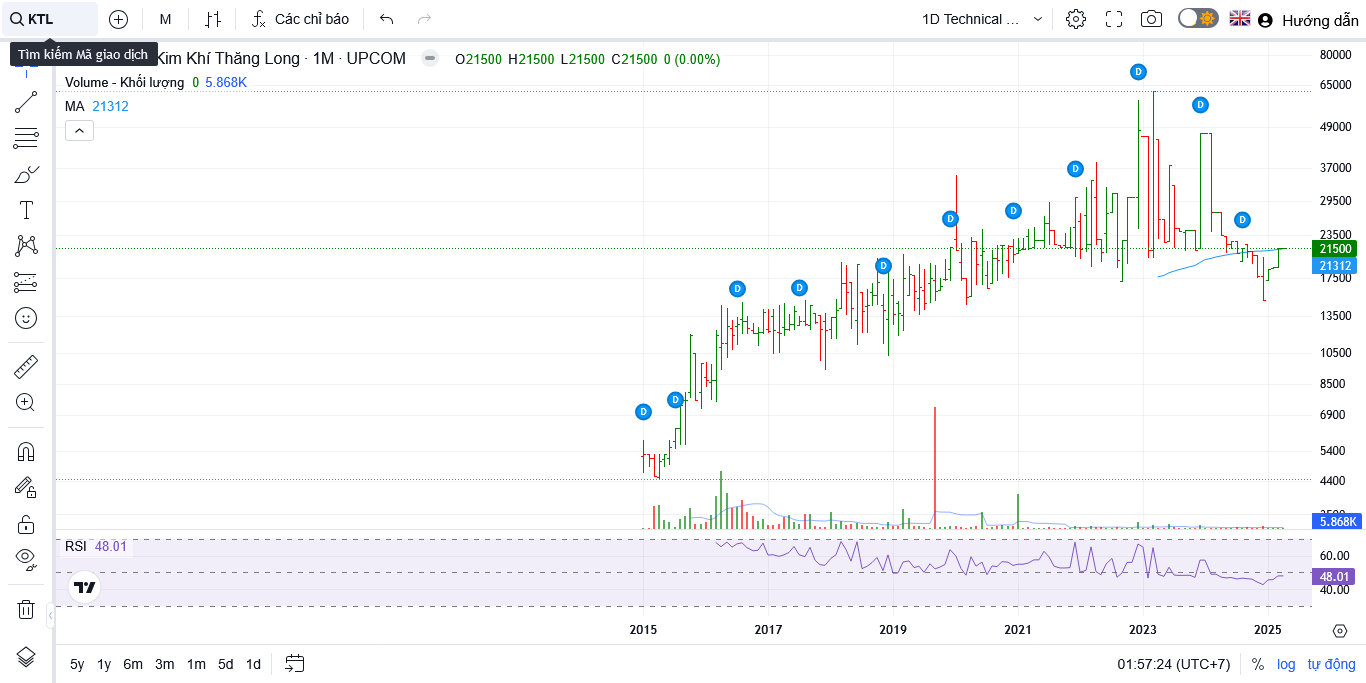 KTL
M
Các chỉ báo
1D Technical ...
Hướng dẫn
Tìm kiếm Mã giao dịch
Kim Khí Thăng Long · 1M · UPCOM
O21500 H21500 L21500 C21500 0 (0.00%)
Volume - Khối lượng 0 5.868K
MA 21312
D
D
D
D
D
D
D
D
D
D
D
D
80000
65000
49000
37000
29500
23500
21500
21312
17500
13500
10500
8500
6900
5400
4400
5.868K
RSI 48.01
60.00
48.01
40.00
2015 2017 2019 2021 2023 2025
5y 1y 6m 3m 1m 5d 1d
01:57:24 (UTC+7) % log tự động